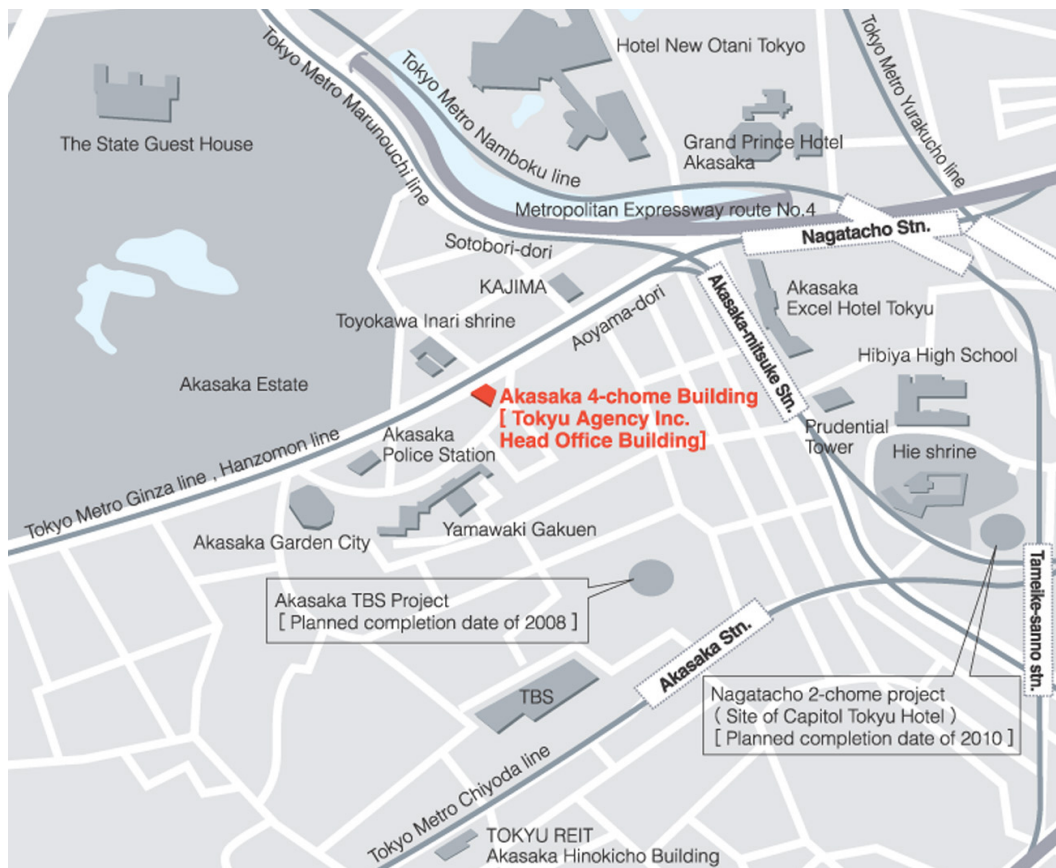 Hotel New Otani Tokyo
Tokyo Metro Marunouchi line
Tokyo Metro Namboku line
Tokyo Metro Yurakucho line
The State Guest House
Grand Prince Hotel
Akasaka
Metropolitan Expressway route No.4
Nagatacho Stn.
Sotobori-dori
KAJIMA
Aoyama-dori
Akasaka-mitsuke Stn.
Akasaka
Excel Hotel Tokyu
Toyokawa Inari shrine
Hibiya High School
Akasaka Estate
Akasaka 4-chome Building
[ Tokyu Agency Inc.
Head Office Building]
Prudential
Tower
Hie shrine
Akasaka
Police Station
Tokyo Metro Ginza line , Hanzomon line
Akasaka Garden City
Yamawaki Gakuen
Akasaka TBS Project
[ Planned completion date of 2008 ]
Tameike-sanno stn.
Akasaka Stn.
TBS
Nagatacho 2-chome project
( Site of Capitol Tokyu Hotel )
[ Planned completion date of 2010 ]
Tokyo Metro Chiyoda line
TOKYU REIT
Akasaka Hinokicho Building